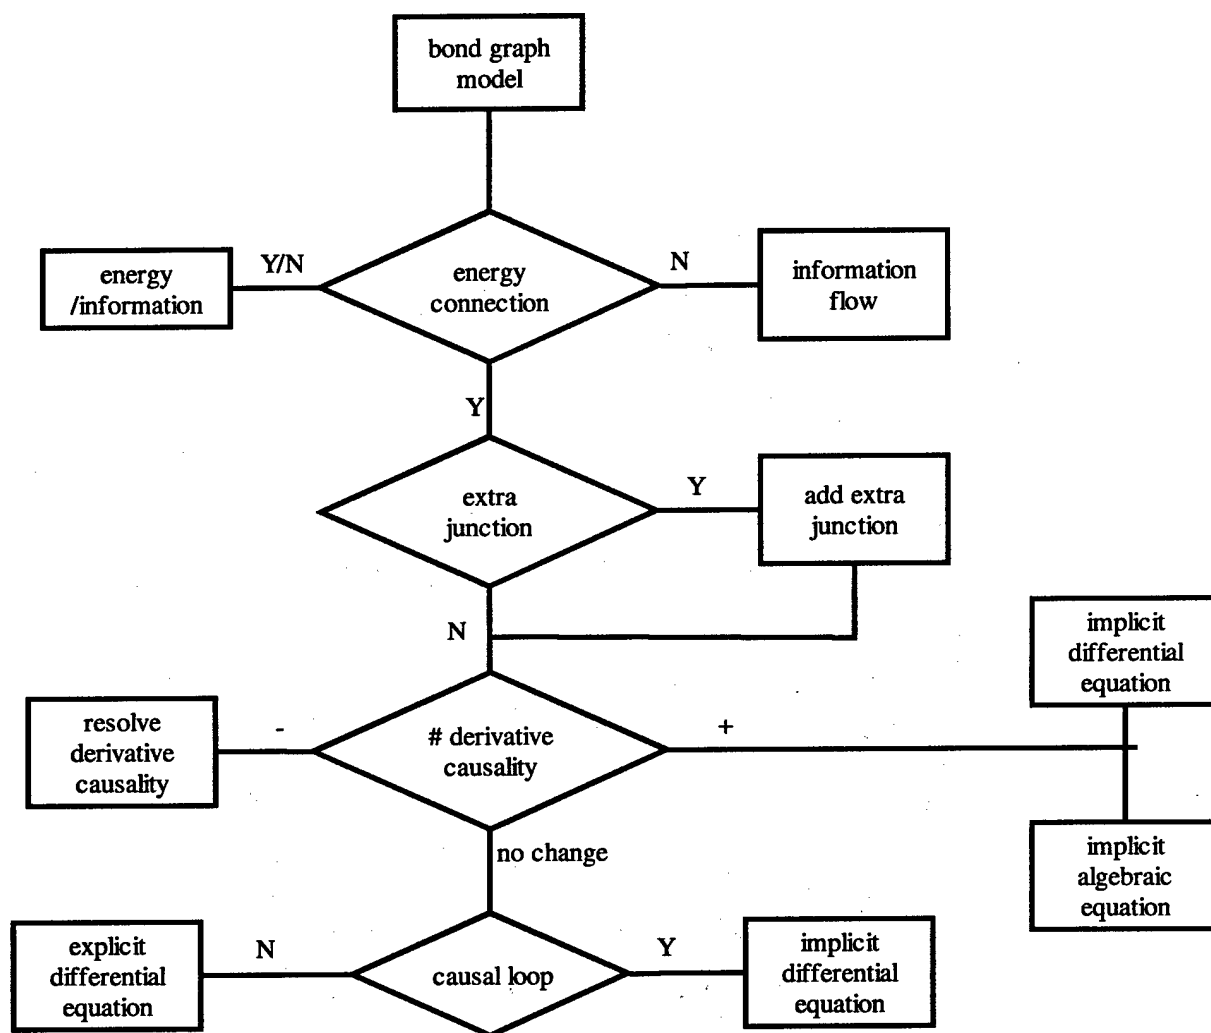 bond graph
model
Y/N
energy
/information
energy
connection
N
information
flow
Y
extra
junction
Y
add extra
junction
N
implicit
differential
equation
resolve
derivative
causality
-
# derivative
causality
+
no change
implicit
algebraic
equation
explicit
differential
equation
N
causal loop
Y
implicit
differential
equation